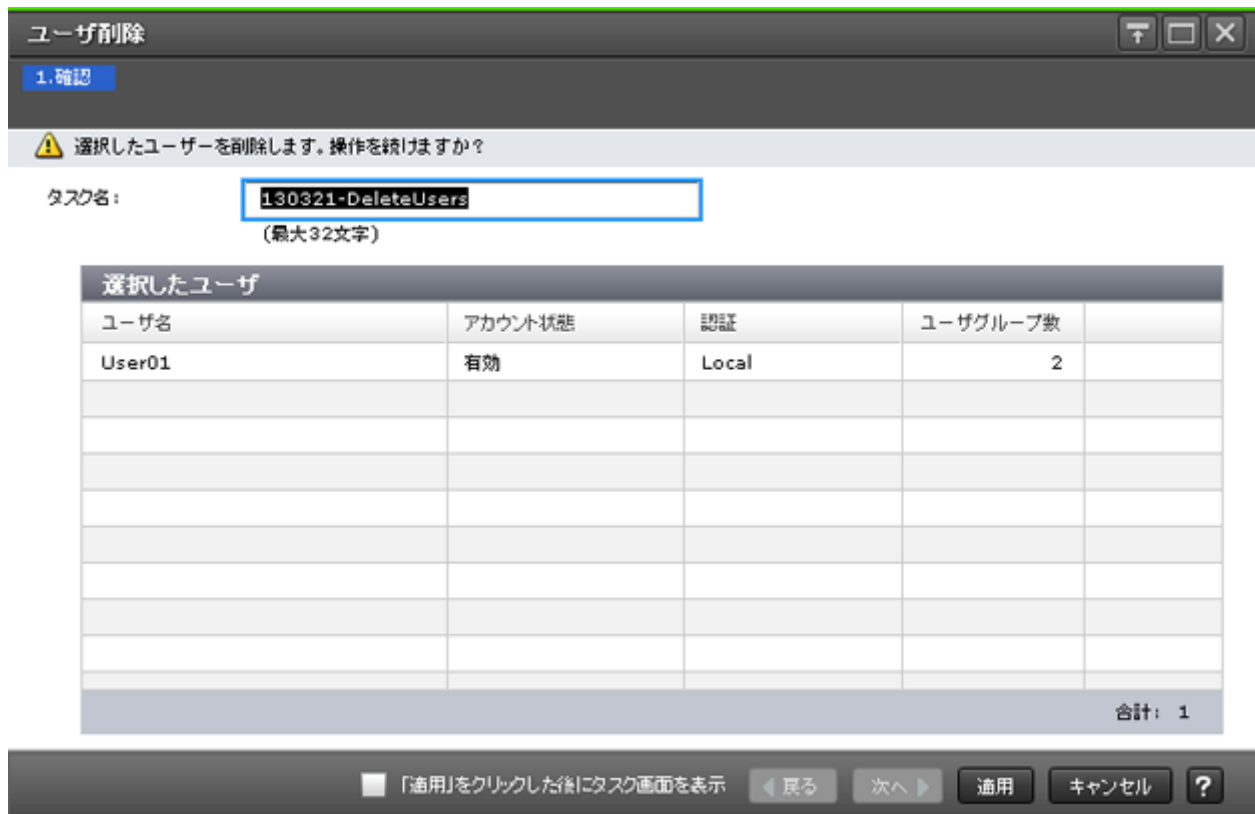 ユーザ削除
1.確認
選択したユーザーを削除します。操作を続けますか？
タスク名： 130321-DeleteUsers
(最大32文字)
選択したユーザ
ユーザ名 アカウント状態 認証 ユーザグループ数
User01 有効 Local 2
合計： 1
「適用」をクリックした後にタスク画面を表示 戻る 次へ 適用 キャンセル ?